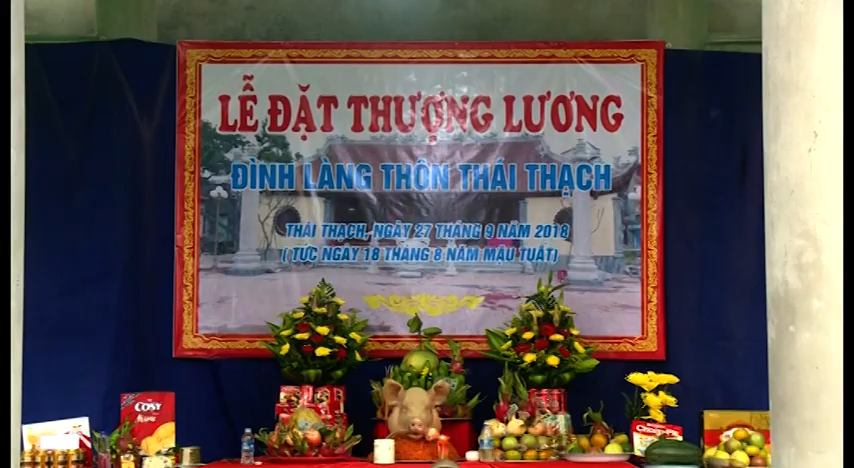 LỄ ĐẶT THƯỢNG LƯƠNG
ĐÌNH LÀNG THÔN THÁI THẠCH
THÁI THẠCH, NGÀY 27 THÁNG 9 NĂM 2018
( TỨC NGÀY 18 THÁNG 8 NĂM MẬU TUẤT)
COSY